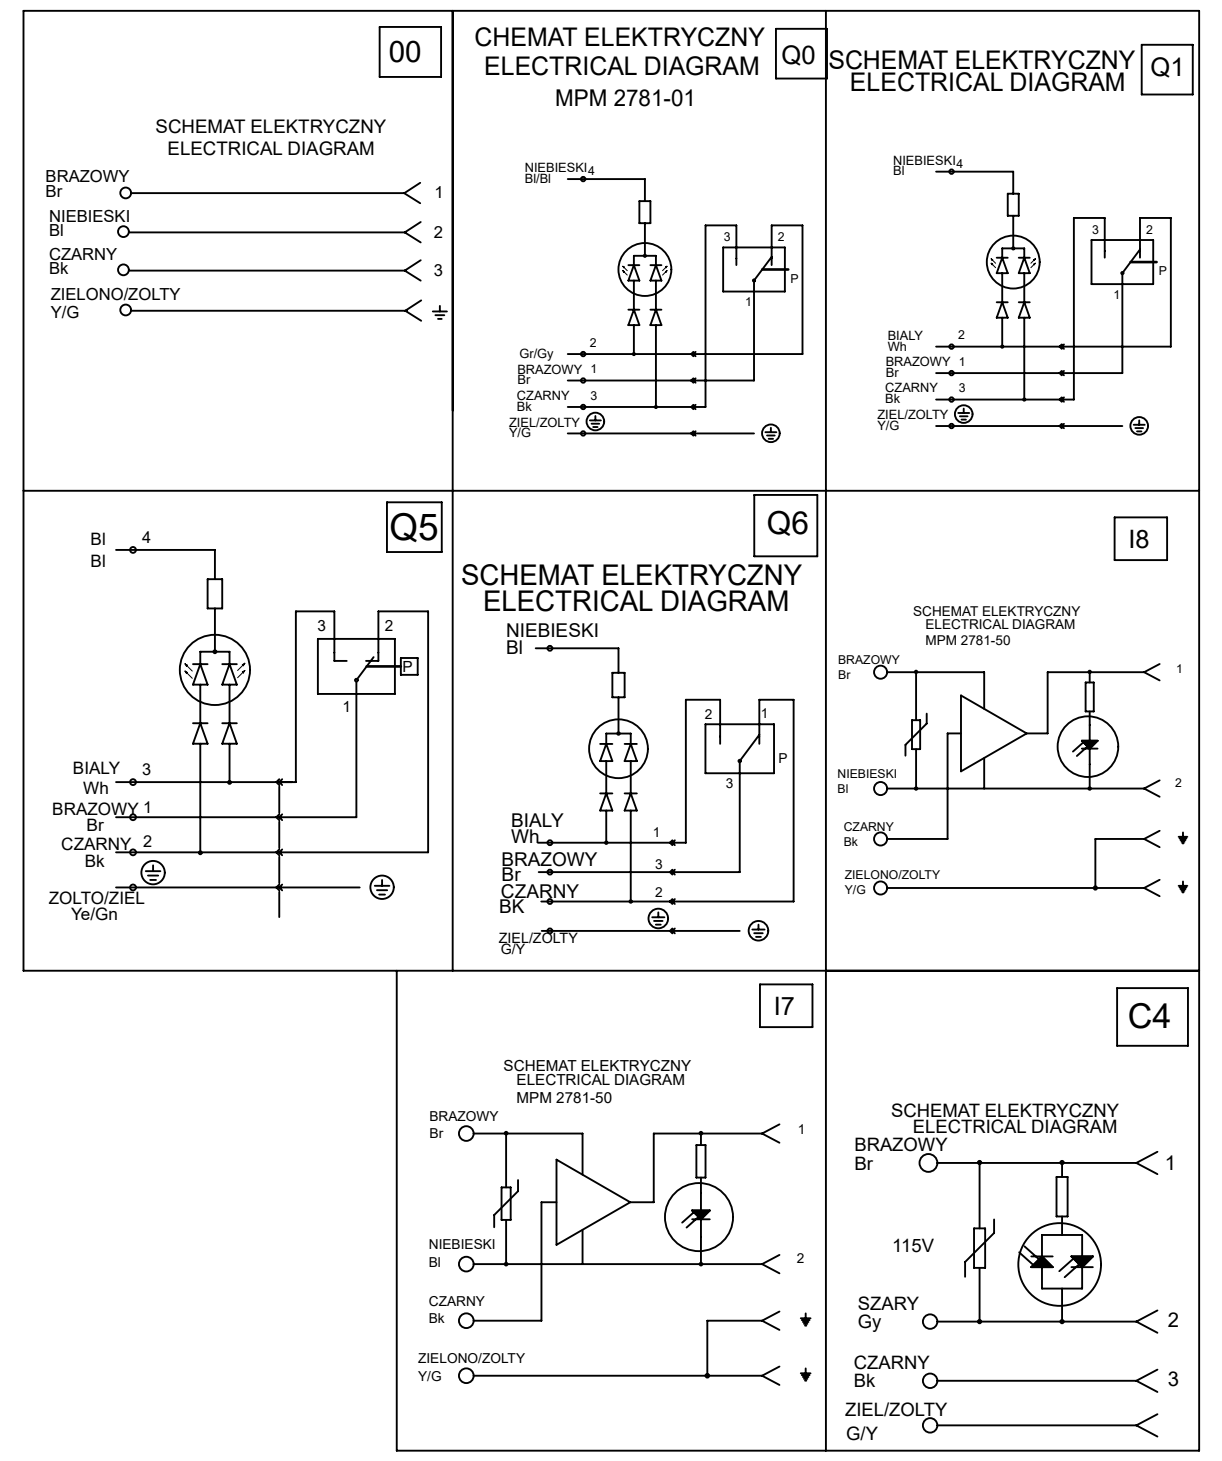 00
SCHEMAT ELEKTRYCZNY
ELECTRICAL DIAGRAM
BRAZOWY
Br
1
NIEBIESKI
Bl
2
CZARNY
Bk
3
ZIELONO/ZOLTY
Y/G
CHEMAT ELEKTRYCZNY
ELECTRICAL DIAGRAM
MPM 2781-01
Q0
NIEBIESKI 4
Bl/Bl
3 2
P
1
2
Gr/Gy
BRAZOWY 1
Br
CZARNY 3
Bk
ZIEL/ZOLTY
Y/G
SCHEMAT ELEKTRYCZNY
ELECTRICAL DIAGRAM
Q1
NIEBIESKI 4
Bl
3 2
P
1
BIALY 2
Wh
BRAZOWY 1
Br
CZARNY 3
Bk
ZIEL/ZOLTY
Y/G
Q5
Bl 4
Bl
3 2
P
1
BIALY 3
Wh
BRAZOWY 1
Br
CZARNY 2
Bk
ZOLTO/ZIEL
Ye/Gn
Q6
SCHEMAT ELEKTRYCZNY
ELECTRICAL DIAGRAM
NIEBIESKI
Bl
2 1
P
3
BIALY
Wh 1
BRAZOWY
Br 3
CZARNY
BK 2
ZIEL/ZOLTY
G/Y
I8
SCHEMAT ELEKTRYCZNY
ELECTRICAL DIAGRAM
MPM 2781-50
BRAZOWY
Br
1
NIEBIESKI
Bl
2
CZARNY
Bk
ZIELONO/ZOLTY
Y/G
I7
SCHEMAT ELEKTRYCZNY
ELECTRICAL DIAGRAM
MPM 2781-50
BRAZOWY
Br
1
NIEBIESKI
Bl
2
CZARNY
Bk
ZIELONO/ZOLTY
Y/G
C4
SCHEMAT ELEKTRYCZNY
ELECTRICAL DIAGRAM
BRAZOWY
Br
1
115V
SZARY
Gy
2
CZARNY
Bk
3
ZIEL/ZOLTY
G/Y